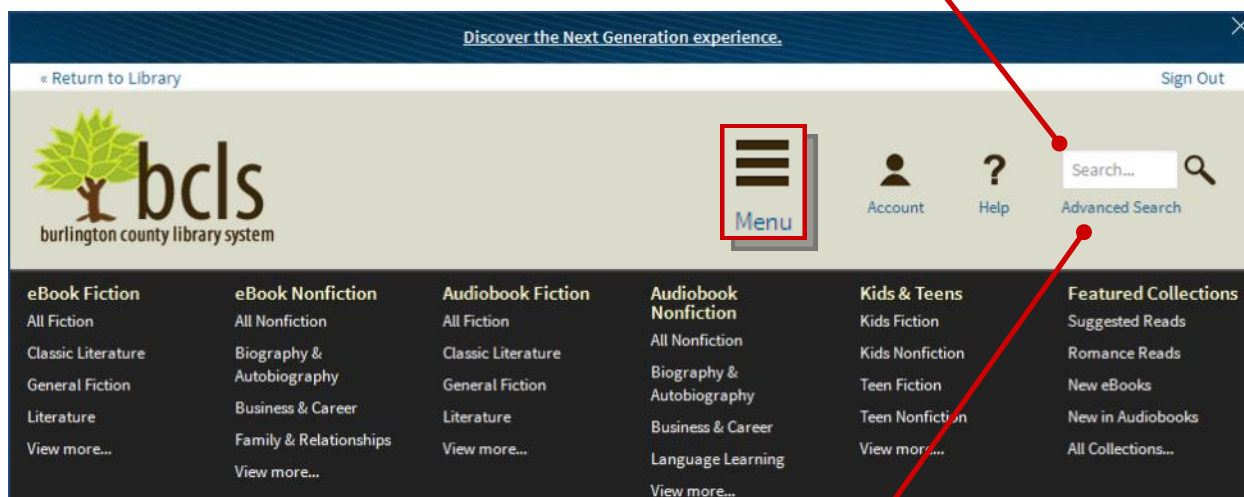 Discover the Next Generation experience.
« Return to Library
Sign Out
bcls
burlington county library system
Menu
Account
Help
Search...
Advanced Search
eBook Fiction
All Fiction
Classic Literature
General Fiction
Literature
View more...
eBook Nonfiction
All Nonfiction
Biography &
Autobiography
Business & Career
Family & Relationships
View more...
Audiobook Fiction
All Fiction
Classic Literature
General Fiction
Literature
View more...
Audiobook
Nonfiction
All Nonfiction
Biography &
Autobiography
Business & Career
Language Learning
View more...
Kids & Teens
Kids Fiction
Kids Nonfiction
Teen Fiction
Teen Nonfiction
View more...
Featured Collections
Suggested Reads
Romance Reads
New eBooks
New in Audiobooks
All Collections...